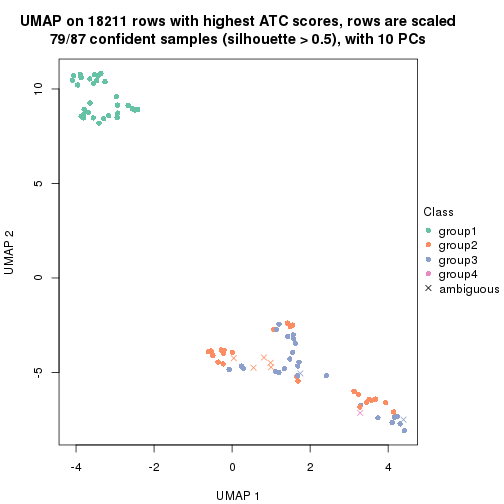 UMAP on 18211 rows with highest ATC scores, rows are scaled
79/87 confident samples (silhouette > 0.5), with 10 PCs
10
5
0
-5
UMAP 2
-4
-2
0
2
4
UMAP 1
Class
group1
group2
group3
group4
ambiguous